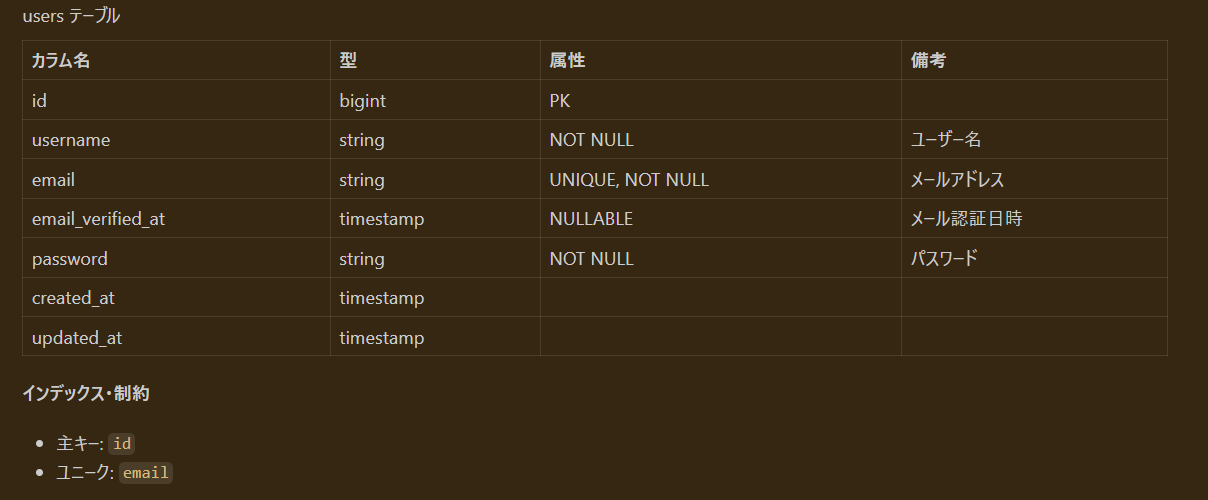 users テーブル
カラム名 型 属性 備考
id bigint PK
username string NOT NULL ユーザー名
email string UNIQUE, NOT NULL メールアドレス
email_verified_at timestamp NULLABLE メール認証日時
password string NOT NULL パスワード
created_at timestamp
updated_at timestamp
インデックス・制約
• 主キー: id
• ユニーク: email